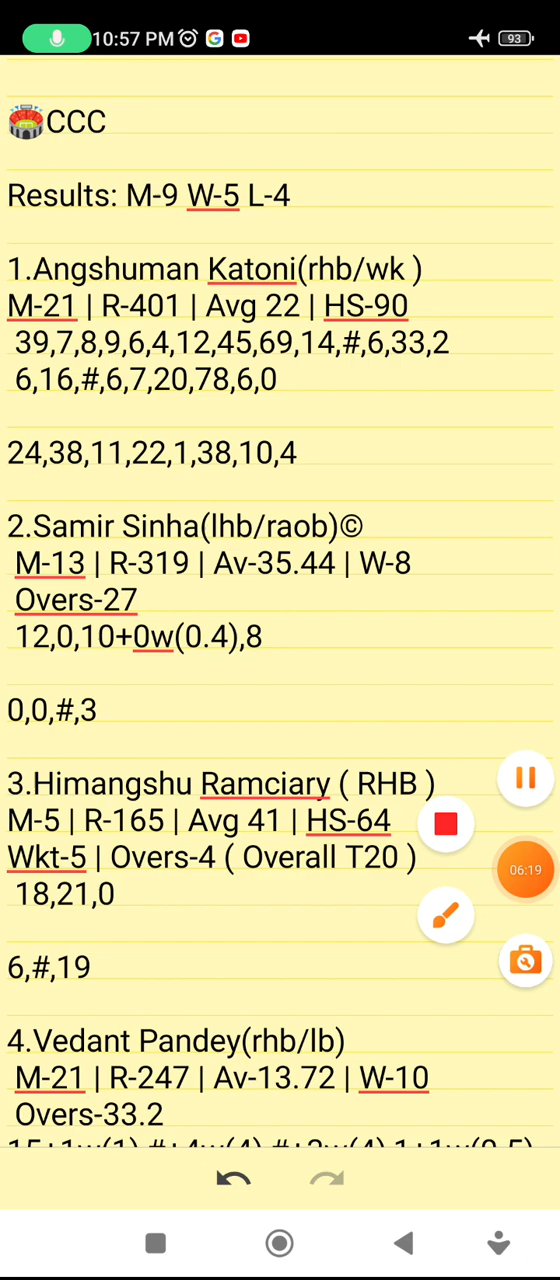 10:57 PM
93
🏟️CCC
Results: M-9 W-5 L-4
1.Angshuman Katoni(rhb/wk )
M-21 | R-401 | Avg 22 | HS-90
39,7,8,9,6,4,12,45,69,14,#,6,33,2
6,16,#,6,7,20,78,6,0
24,38,11,22,1,38,10,4
2.Samir Sinha(lhb/raob)©
M-13 | R-319 | Av-35.44 | W-8
Overs-27
12,0,10+0w(0.4),8
0,0,#,3
3.Himangshu Ramciary ( RHB )
M-5 | R-165 | Avg 41 | HS-64
Wkt-5 | Overs-4 ( Overall T20 )
18,21,0
06:19
6,#,19
4.Vedant Pandey(rhb/lb)
M-21 | R-247 | Av-13.72 | W-10
Overs-33.2